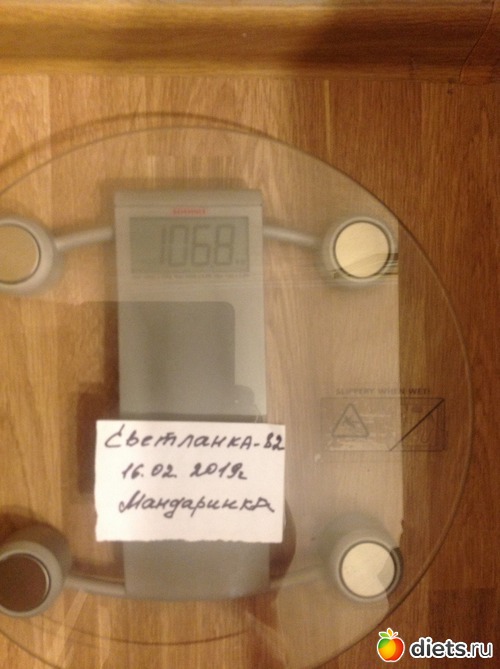 106.8
SLIPPERY WHEN WET!
Светланка-82
16.02.2019г
Мандаринка
diets.ru